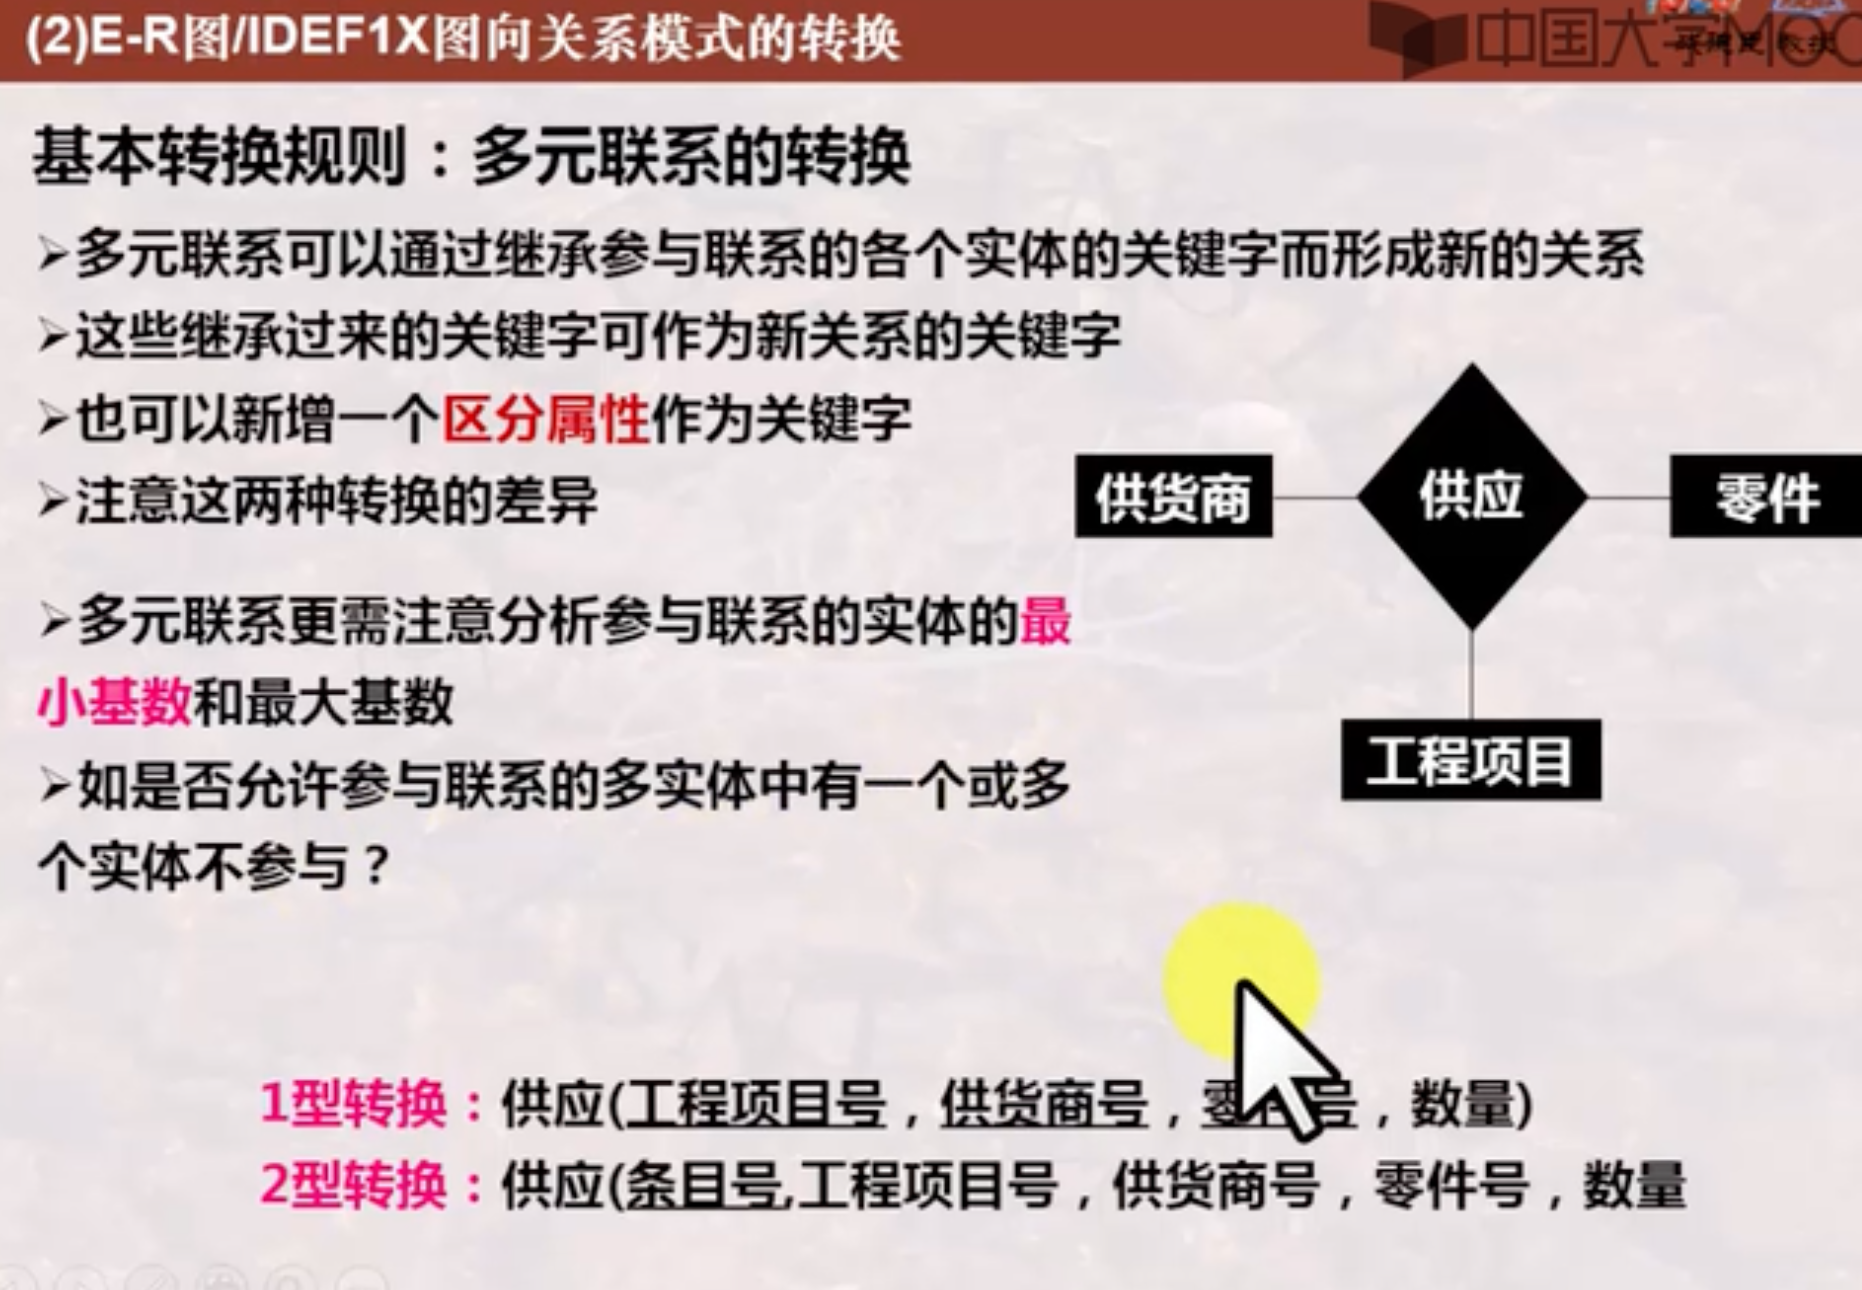 (2)E-R图/IDEF1X图向关系模式的转换
中国大学MOOC
基本转换规则：多元联系的转换
➢多元联系可以通过继承参与联系的各个实体的关键字而形成新的关系
➢这些继承过来的关键字可作为新关系的关键字
➢也可以新增一个区分属性作为关键字
➢注意这两种转换的差异
供货商
供应
零件
➢多元联系更需注意分析参与联系的实体的最
小基数和最大基数
工程项目
➢如是否允许参与联系的多实体中有一个或多
个实体不参与？
1型转换：供应(工程项目号，供货商号，零件号，数量)
2型转换：供应(条目号,工程项目号，供货商号，零件号，数量